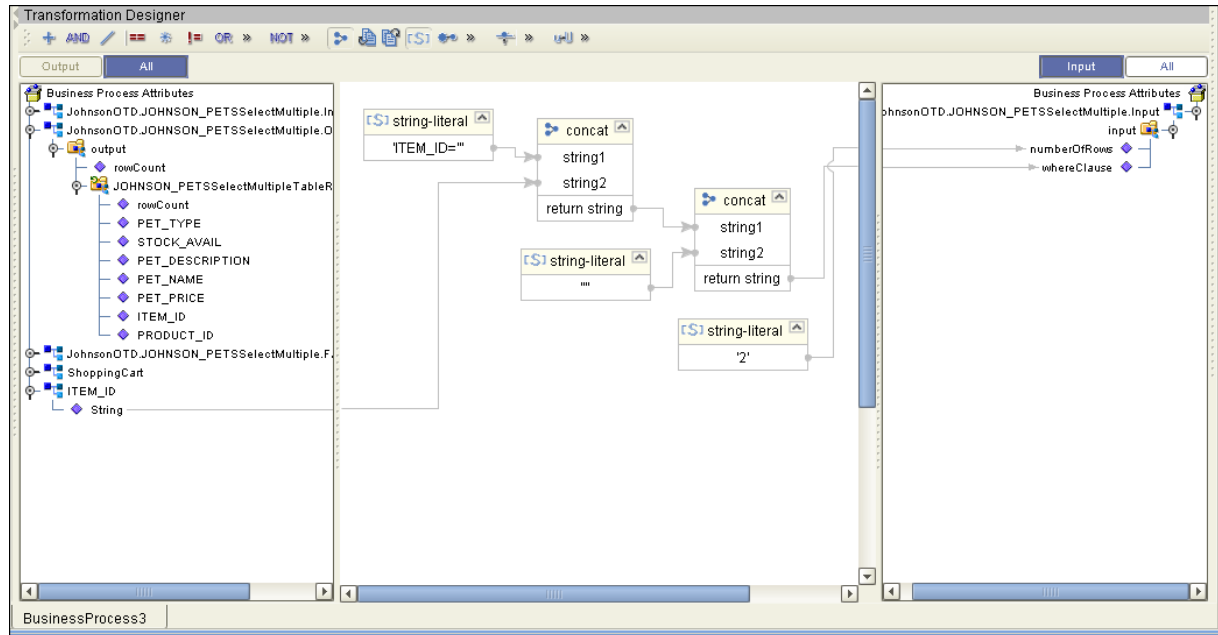 Transformation Designer
AND == != OR » NOT » [S] » » »
Output All Input All
Business Process Attributes
JohnsonOTD.JOHNSON_PETSSelectMultiple.In
JohnsonOTD.JOHNSON_PETSSelectMultiple.O
output
rowCount
JOHNSON_PETSSelectMultipleTableR
rowCount
PET_TYPE
STOCK_AVAIL
PET_DESCRIPTION
PET_NAME
PET_PRICE
ITEM_ID
PRODUCT_ID
JohnsonOTD.JOHNSON_PETSSelectMultiple.F
ShoppingCart
ITEM_ID
String
[S] string-literal
'ITEM_ID='''
concat
string1
string2
return string
[S] string-literal
''''
concat
string1
string2
return string
[S] string-literal
'2'
Business Process Attributes
ohnsonOTD.JOHNSON_PETSSelectMultiple.Input
input
numberOfRows
whereClause
BusinessProcess3